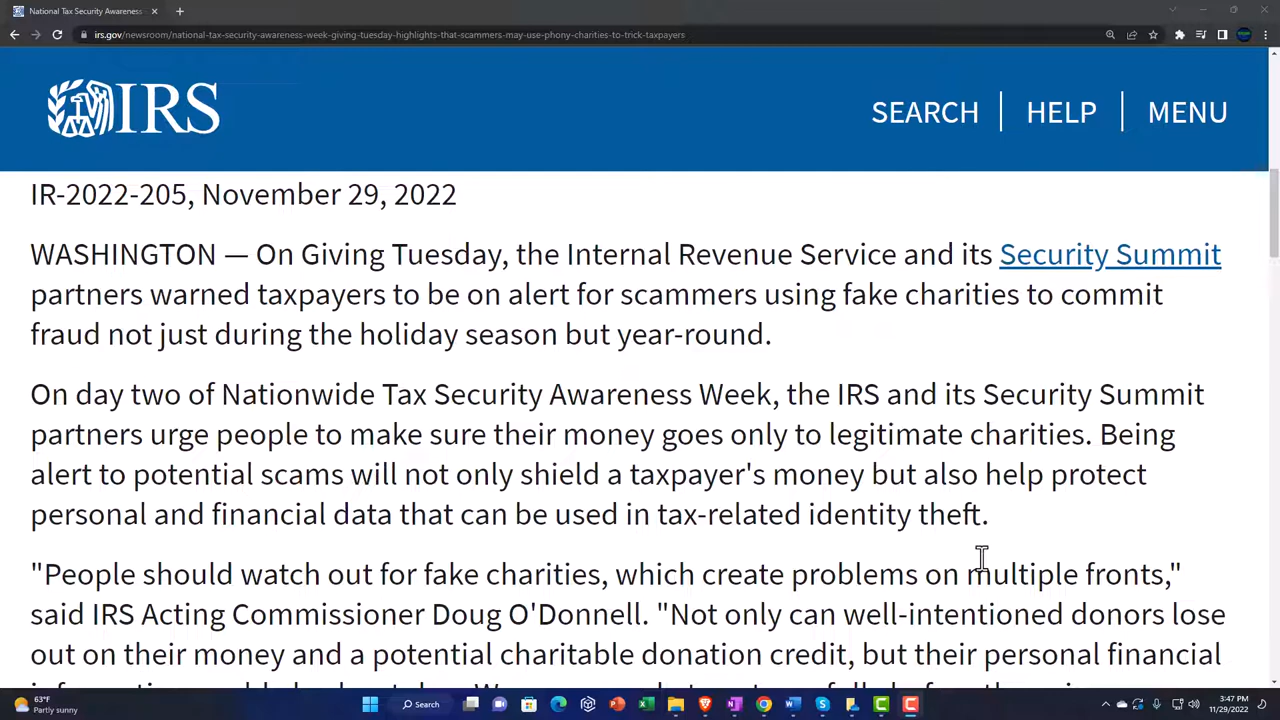 National Tax Security Awareness
irs.gov/newsroom/national-tax-security-awareness-week-giving-tuesday-highlights-that-scammers-may-use-phony-charities-to-trick-taxpayers
IRS
SEARCH
HELP
MENU
IR-2022-205, November 29, 2022
WASHINGTON — On Giving Tuesday, the Internal Revenue Service and its Security Summit
partners warned taxpayers to be on alert for scammers using fake charities to commit
fraud not just during the holiday season but year-round.
On day two of Nationwide Tax Security Awareness Week, the IRS and its Security Summit
partners urge people to make sure their money goes only to legitimate charities. Being
alert to potential scams will not only shield a taxpayer's money but also help protect
personal and financial data that can be used in tax-related identity theft.
"People should watch out for fake charities, which create problems on multiple fronts,"
said IRS Acting Commissioner Doug O'Donnell. "Not only can well-intentioned donors lose
out on their money and a potential charitable donation credit, but their personal financial
63°F
Partly sunny
Search
3:47 PM
11/29/2022